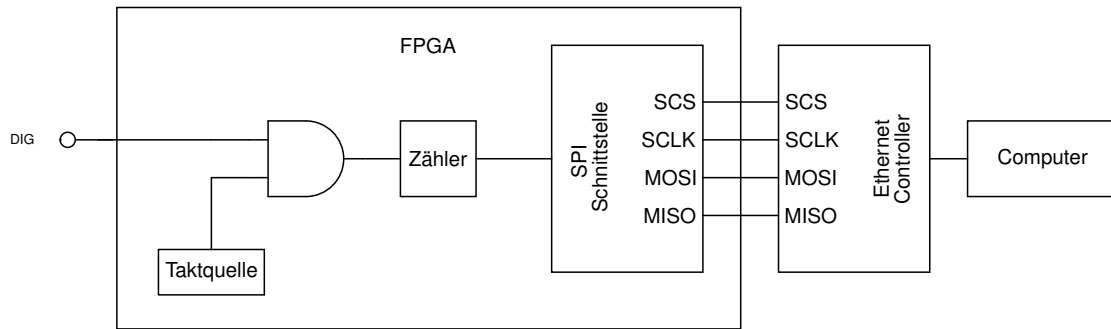 FPGA
DIG
Taktquelle
Zähler
SPI
Schnittstelle
SCS
SCLK
MOSI
MISO
SCS
SCLK
MOSI
MISO
Ethernet
Controller
Computer